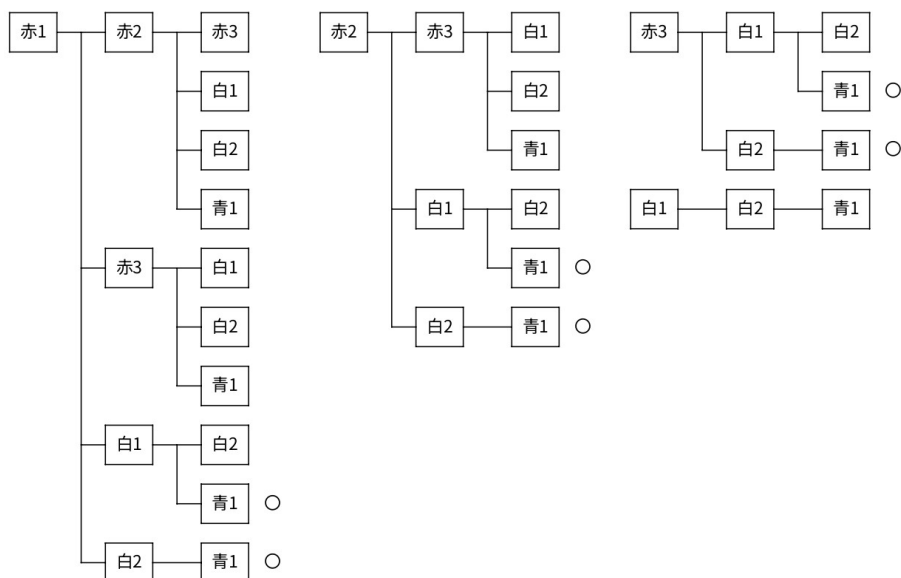 赤1 赤2 赤3 赤2 赤3 白1 赤3 白1 白2
白1 白2 青1 ○
白2 青1 白2 青1 ○
青1 白1 白2 白1 白2 青1
赤3 白1 青1 ○
白2 白2 青1 ○
青1
白1 白2
青1 ○
白2 青1 ○